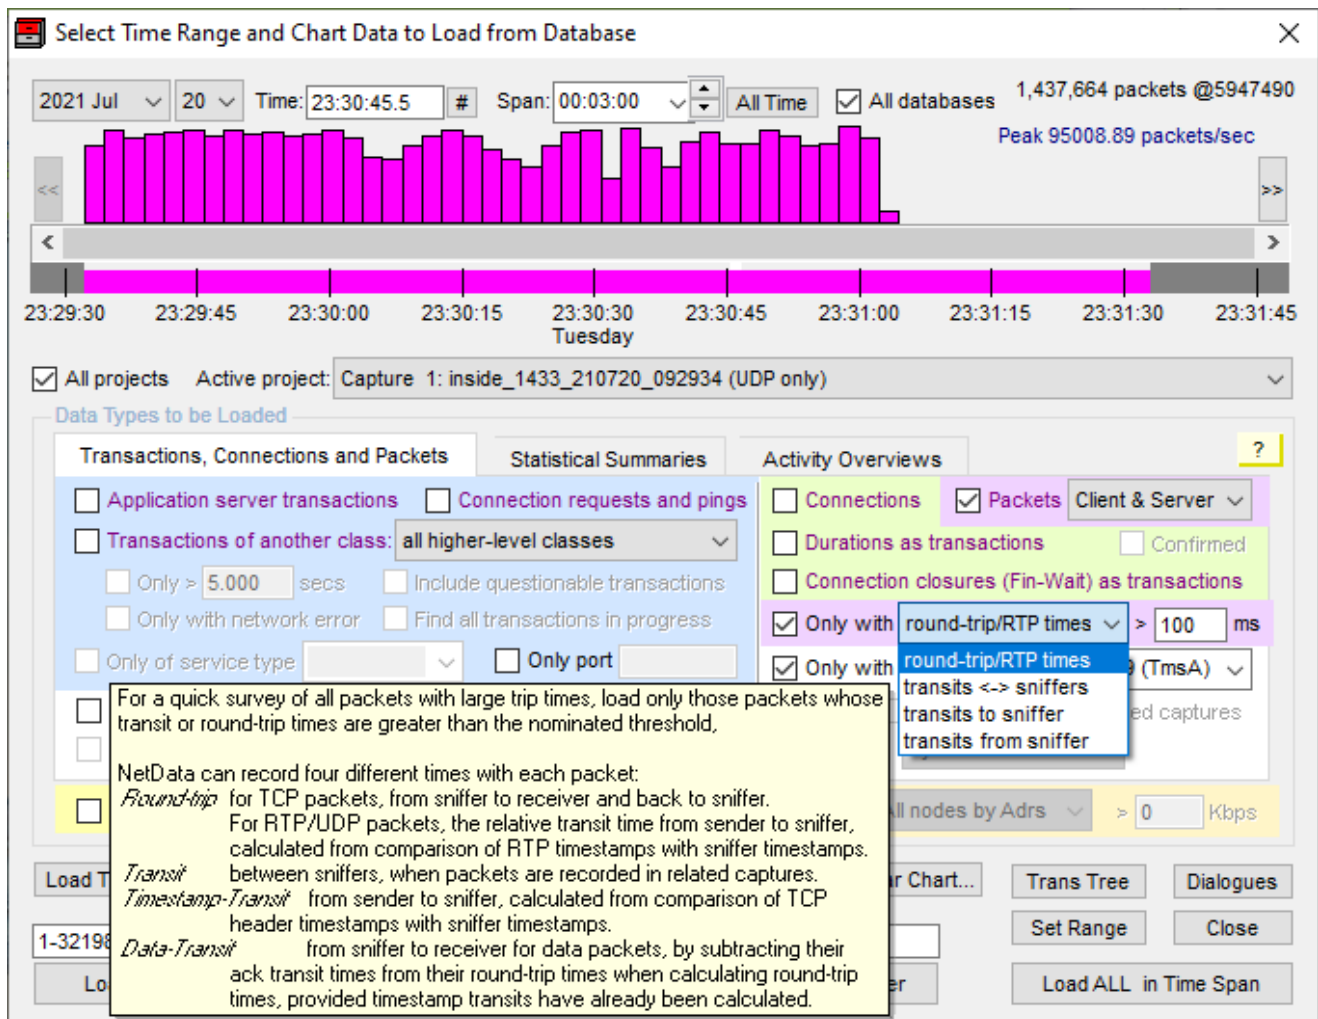 Select Time Range and Chart Data to Load from Database
2021 Jul 20 Time: 23:30:45.5 # Span: 00:03:00 All Time All databases 1,437,664 packets @5947490
Peak 95008.89 packets/sec
<< >>
< >
23:29:30 23:29:45 23:30:00 23:30:15 23:30:30 23:30:45 23:31:00 23:31:15 23:31:30 23:31:45
Tuesday
All projects Active project: Capture 1: inside_1433_210720_092934 (UDP only)
Data Types to be Loaded
Transactions, Connections and Packets Statistical Summaries Activity Overviews ?
Application server transactions Connection requests and pings Connections Packets Client & Server
Transactions of another class: all higher-level classes Durations as transactions Confirmed
Only > 5.000 secs Include questionable transactions Connection closures (Fin-Wait) as transactions
Only with network error Find all transactions in progress Only with round-trip/RTP times > 100 ms
Only of service type Only port Only with round-trip/RTP times (TmsA)
transits <-> sniffers
transits to sniffer ed captures
transits from sniffer
For a quick survey of all packets with large trip times, load only those packets whose
transit or round-trip times are greater than the nominated threshold,
NetData can record four different times with each packet:
Round-trip for TCP packets, from sniffer to receiver and back to sniffer.
For RTP/UDP packets, the relative transit time from sender to sniffer,
calculated from comparison of RTP timestamps with sniffer timestamps.
Transit between sniffers, when packets are recorded in related captures.
Timestamp-Transit from sender to sniffer, calculated from comparison of TCP
header timestamps with sniffer timestamps.
Data-Transit from sniffer to receiver for data packets, by subtracting their
ack transit times from their round-trip times when calculating round-trip
times, provided timestamp transits have already been calculated.
ll nodes by Adrs > 0 Kbps
Load T r Chart... Trans Tree Dialogues
1-32198 Set Range Close
Lo er Load ALL in Time Span